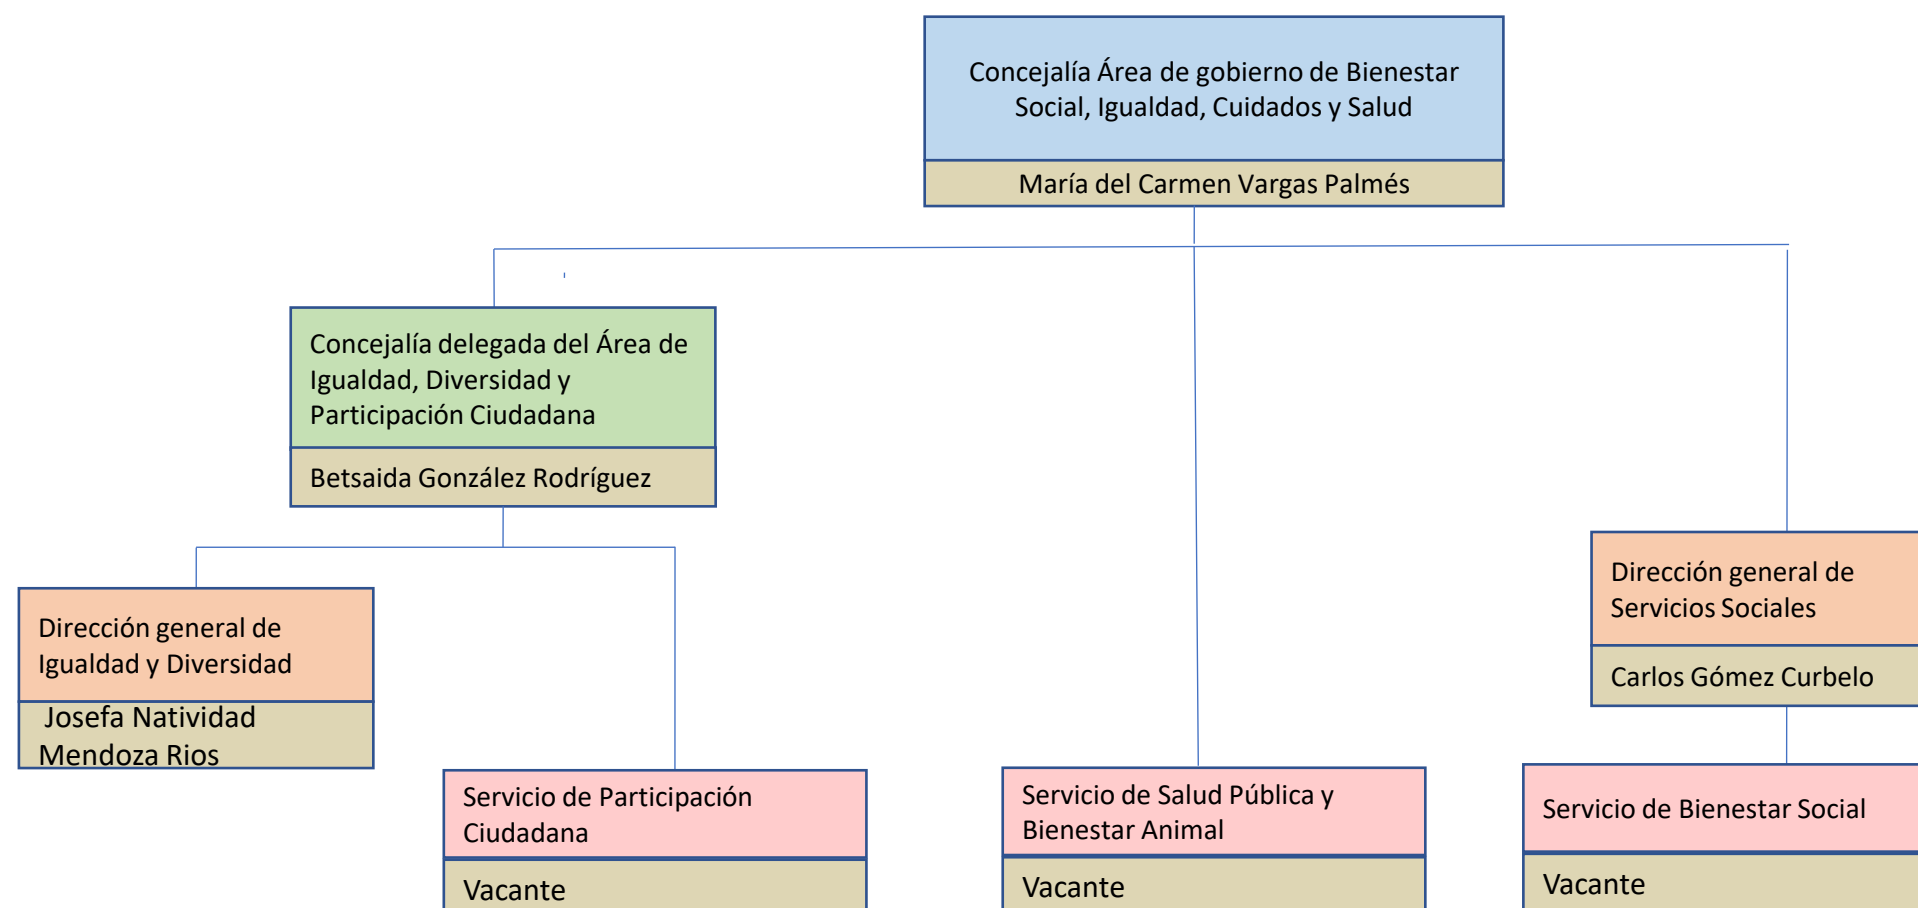 Concejalía Área de gobierno de Bienestar
Social, Igualdad, Cuidados y Salud
María del Carmen Vargas Palmés
Concejalía delegada del Área de
Igualdad, Diversidad y
Participación Ciudadana
Betsaida González Rodríguez
Dirección general de
Igualdad y Diversidad
Josefa Natividad
Mendoza Rios
Dirección general de
Servicios Sociales
Carlos Gómez Curbelo
Servicio de Participación
Ciudadana
Vacante
Servicio de Salud Pública y
Bienestar Animal
Vacante
Servicio de Bienestar Social
Vacante